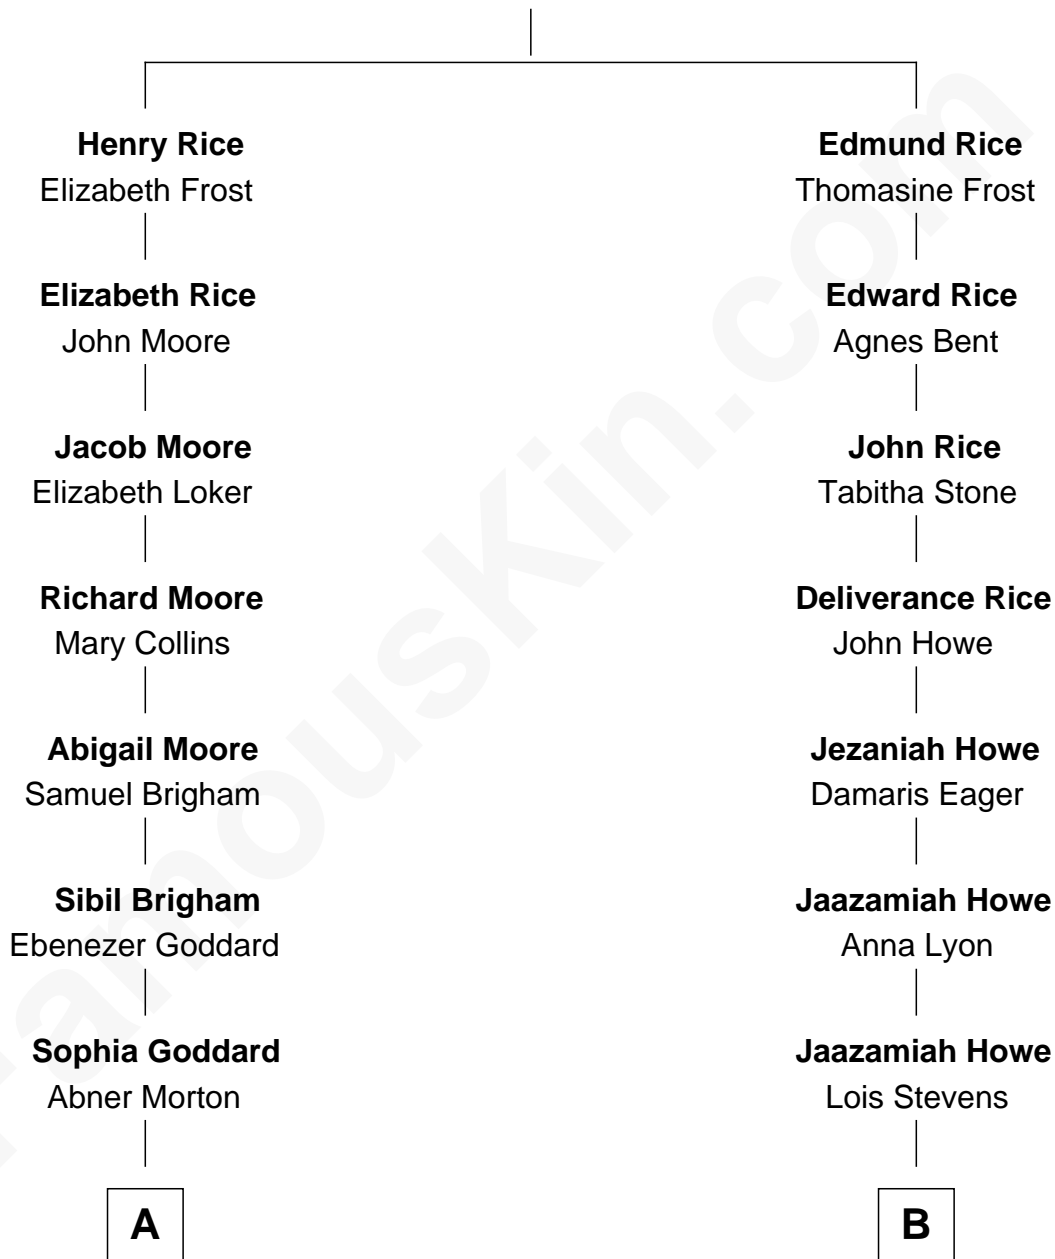 Henry Rice
Elizabeth Frost
Elizabeth Rice
John Moore
Jacob Moore
Elizabeth Loker
Richard Moore
Mary Collins
Abigail Moore
Samuel Brigham
Sibil Brigham
Ebenezer Goddard
Sophia Goddard
Abner Morton
A
Edmund Rice
Thomasine Frost
Edward Rice
Agnes Bent
John Rice
Tabitha Stone
Deliverance Rice
John Howe
Jezaniah Howe
Damaris Eager
Jaazamiah Howe
Anna Lyon
Jaazamiah Howe
Lois Stevens
B
FamousKin.com